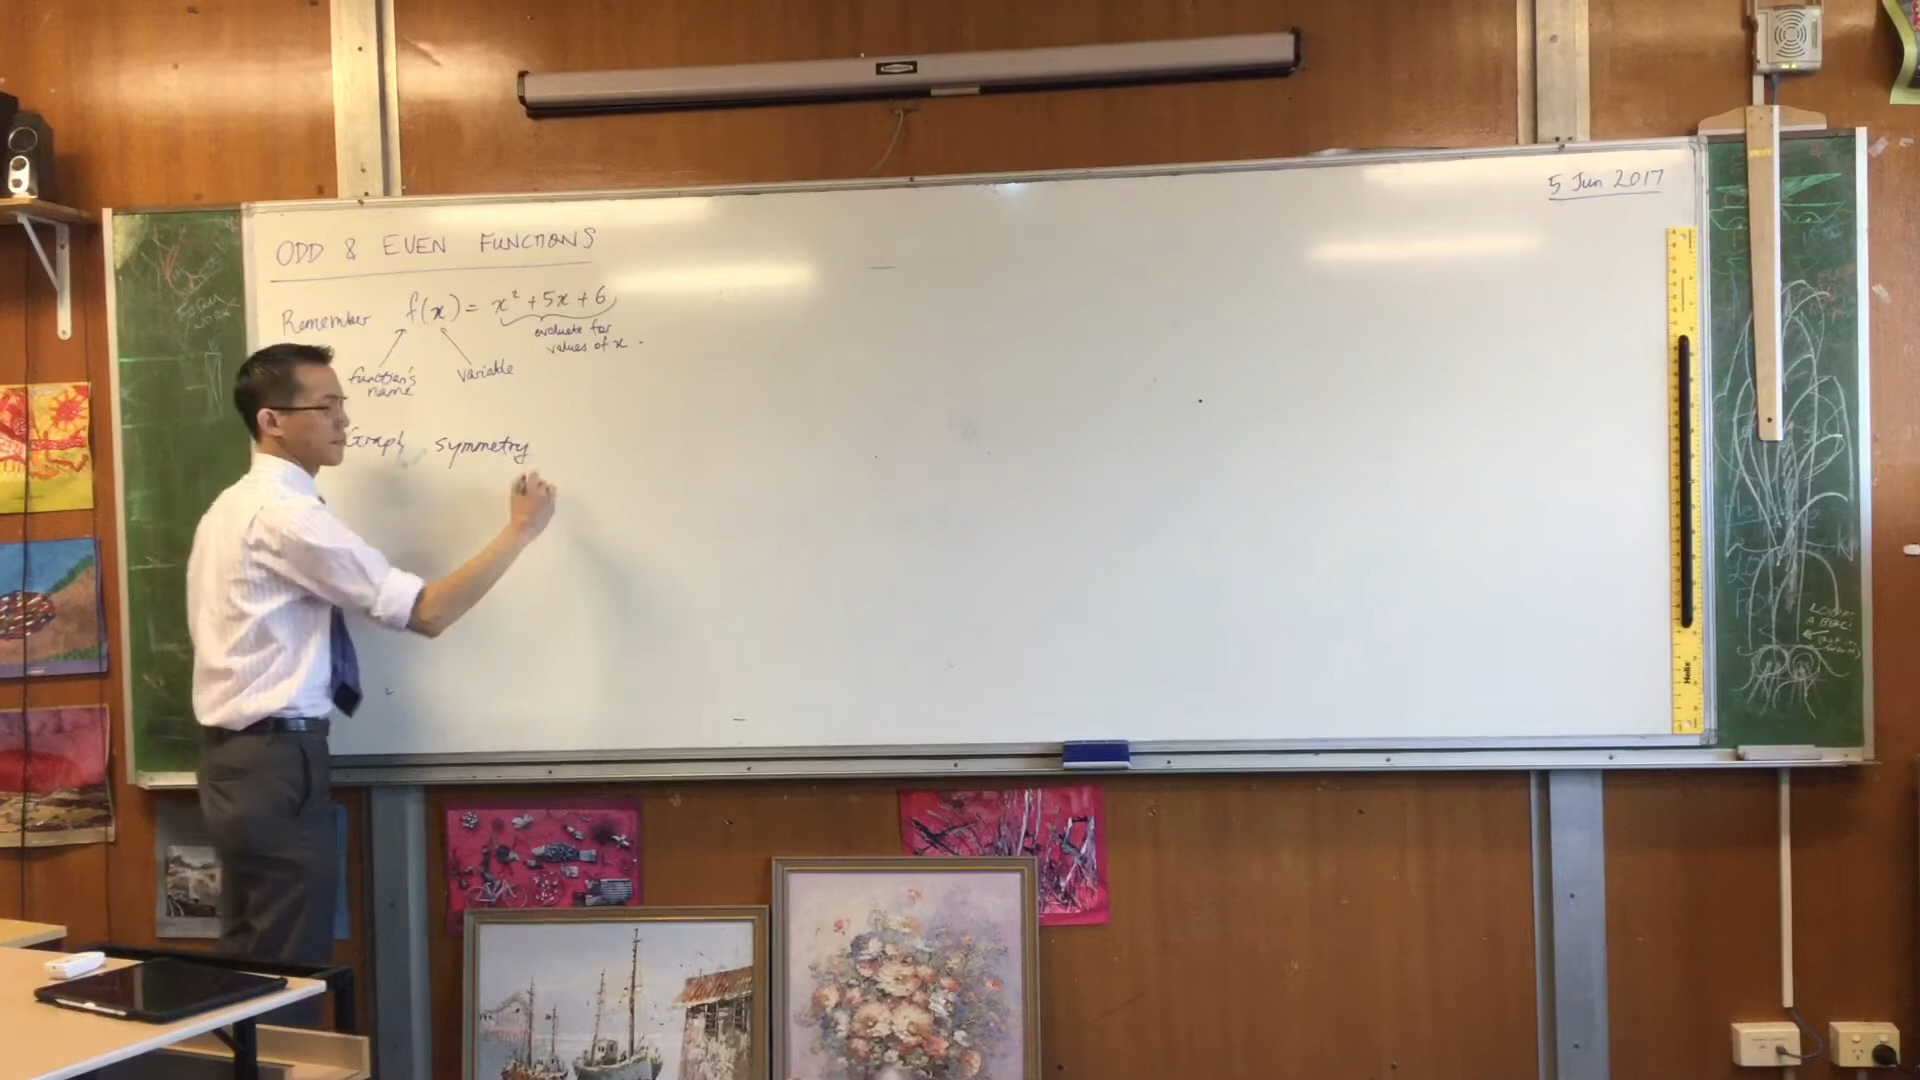 5 Jun 2017
ODD & EVEN FUNCTIONS
Remember f(x) = x² + 5x + 6
evaluate for
values of x.
function's
name
variable
Graph symmetry
Helix